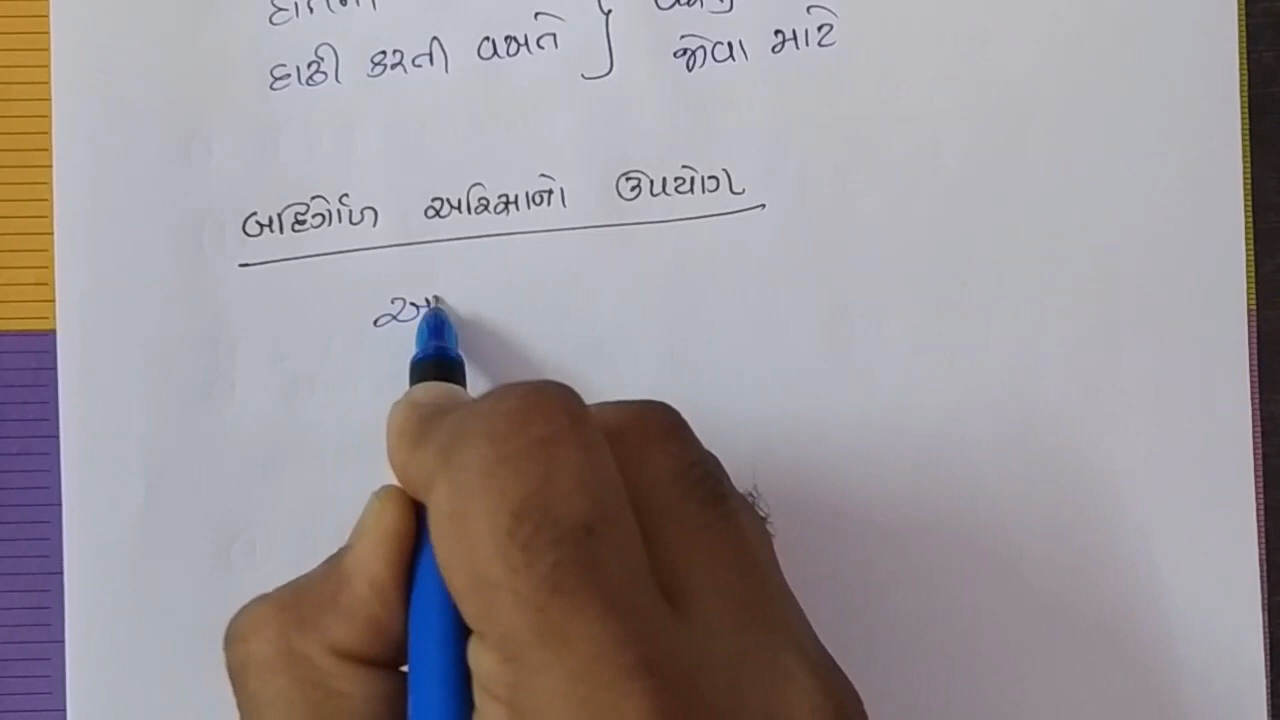 દાઢી કરતી વખતે } જોવા માટે
બહિર્ગોળ અરિસાનો ઉપયોગ
અ